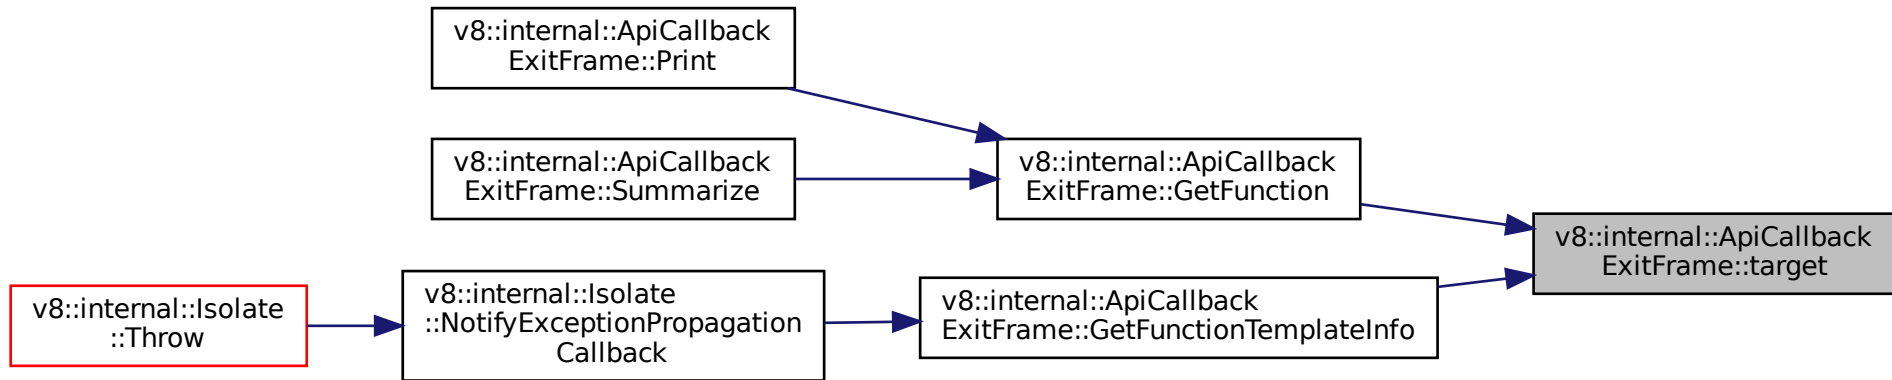 v8::internal::ApiCallback
ExitFrame::Print
v8::internal::ApiCallback
ExitFrame::Summarize
v8::internal::ApiCallback
ExitFrame::GetFunction
v8::internal::ApiCallback
ExitFrame::target
v8::internal::Isolate
::Throw
v8::internal::Isolate
::NotifyExceptionPropagation
Callback
v8::internal::ApiCallback
ExitFrame::GetFunctionTemplateInfo